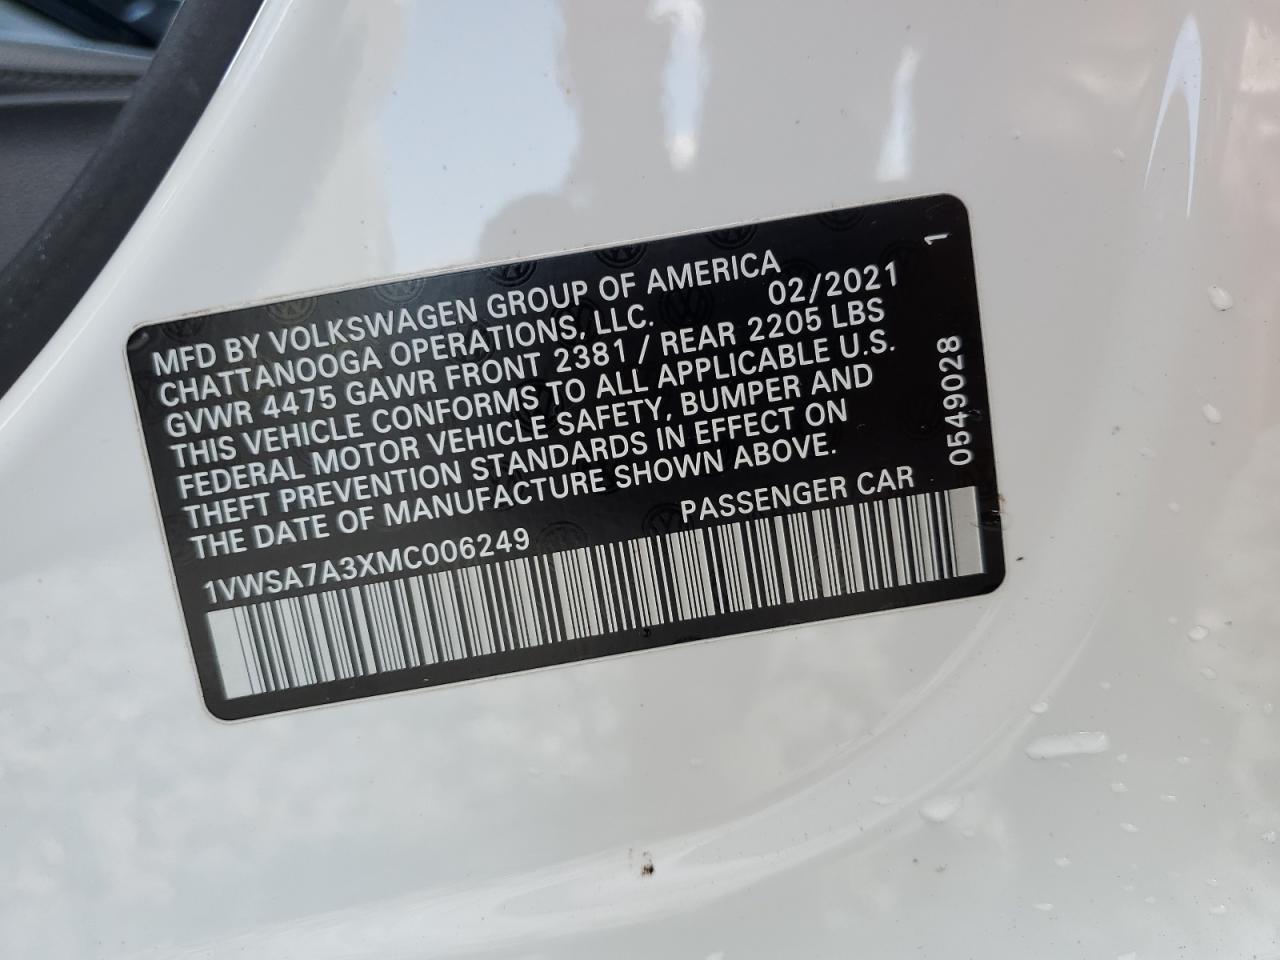 MFD BY VOLKSWAGEN GROUP OF AMERICA
CHATTANOOGA OPERATIONS, LLC. 02/2021
GVWR 4475 GAWR FRONT 2381 / REAR 2205 LBS
THIS VEHICLE CONFORMS TO ALL APPLICABLE U.S.
FEDERAL MOTOR VEHICLE SAFETY, BUMPER AND
THEFT PREVENTION STANDARDS IN EFFECT ON
THE DATE OF MANUFACTURE SHOWN ABOVE.
1VWSA7A3XMC006249 PASSENGER CAR
0549028 1